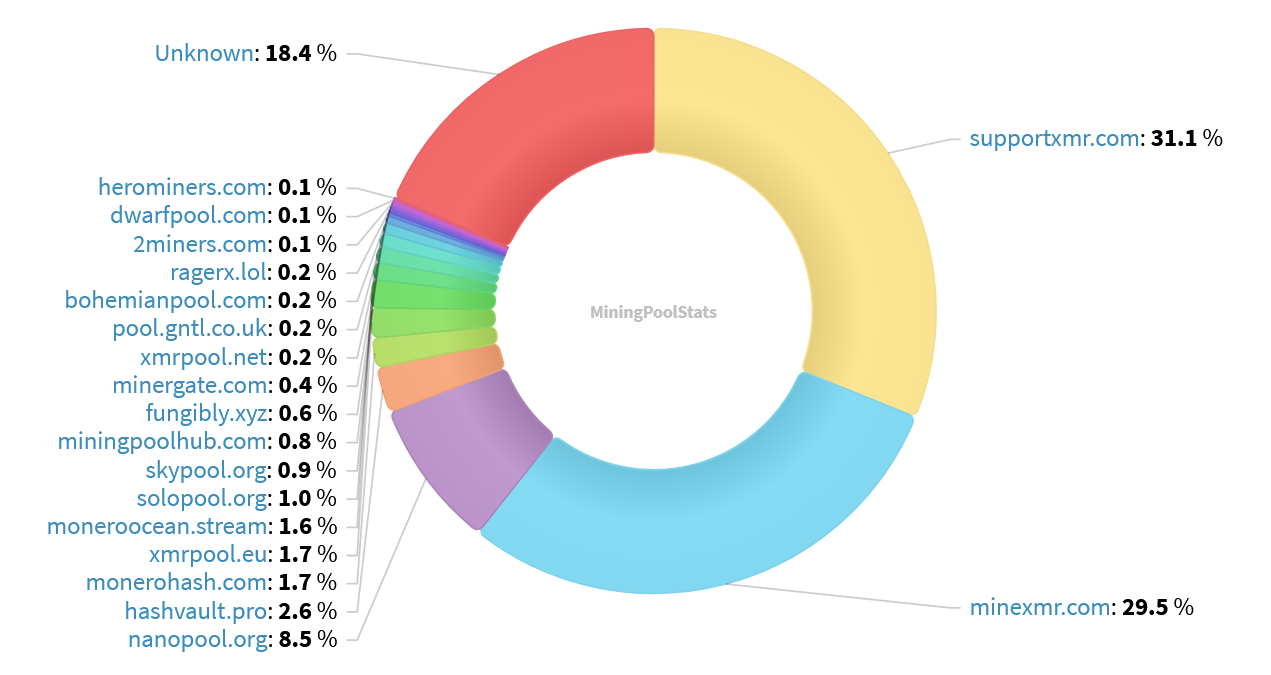 Unknown: 18.4 %
supportxmr.com: 31.1 %
herominers.com: 0.1 %
dwarfpool.com: 0.1 %
2miners.com: 0.1 %
ragerx.lol: 0.2 %
bohemianpool.com: 0.2 %
MiningPoolStats
pool.gntl.co.uk: 0.2 %
xmrpool.net: 0.2 %
minergate.com: 0.4 %
fungibly.xyz: 0.6 %
miningpoolhub.com: 0.8 %
skypool.org: 0.9 %
solopool.org: 1.0 %
moneroocean.stream: 1.6 %
xmrpool.eu: 1.7 %
monerohash.com: 1.7 %
hashvault.pro: 2.6 %
minexmr.com: 29.5 %
nanopool.org: 8.5 %